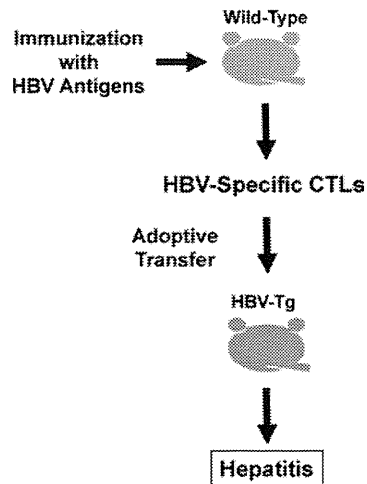 Wild-Type
Immunization
with
HBV Antigens
HBV-Specific CTLs
Adoptive
Transfer
HBV-Tg
Hepatitis